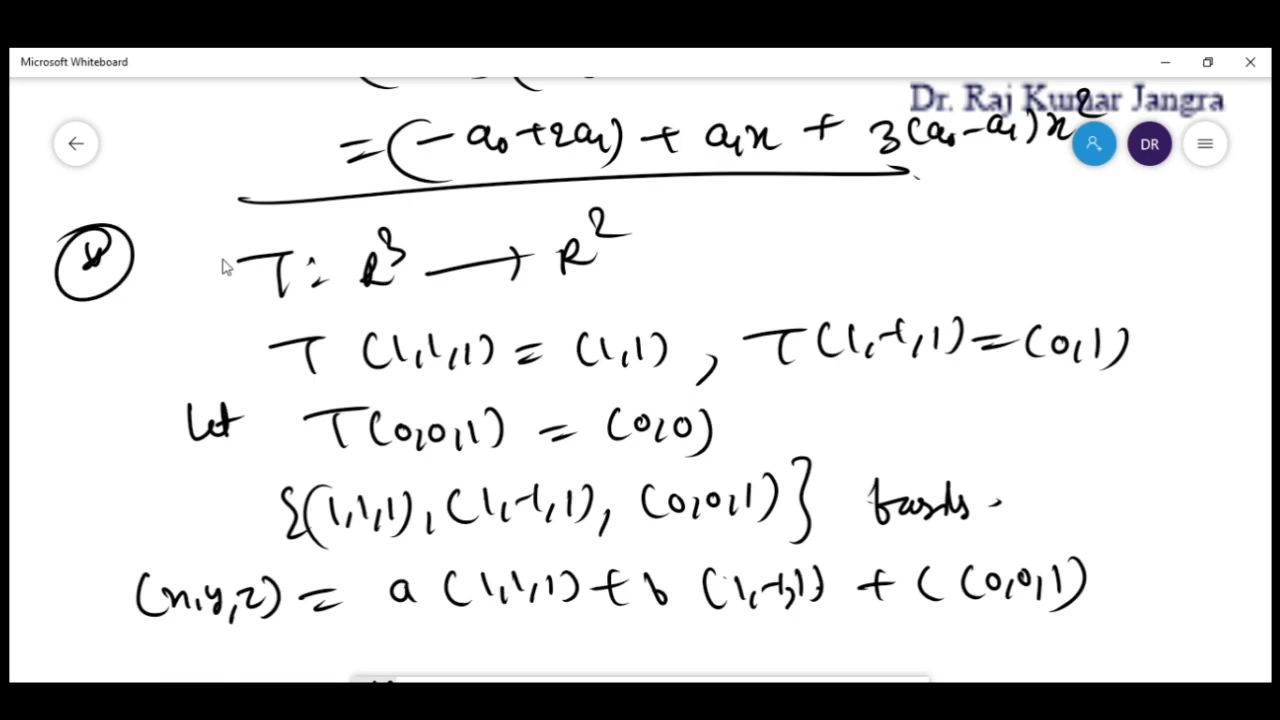 Microsoft Whiteboard
Dr. Raj Kumar Jangra
= (-a₀+2a₁) + a₁x + 3(a₀-a₁)x²
DR
T: R³ → R²
T (1,1,1) = (1,1), T(1,-1,1) = (0,1)
Let T(0,0,1) = (0,0)
{(1,1,1), (1,-1,1), (0,0,1)} basis.
(x,y,z) = a (1,1,1) + b (1,-1,1) + c (0,0,1)